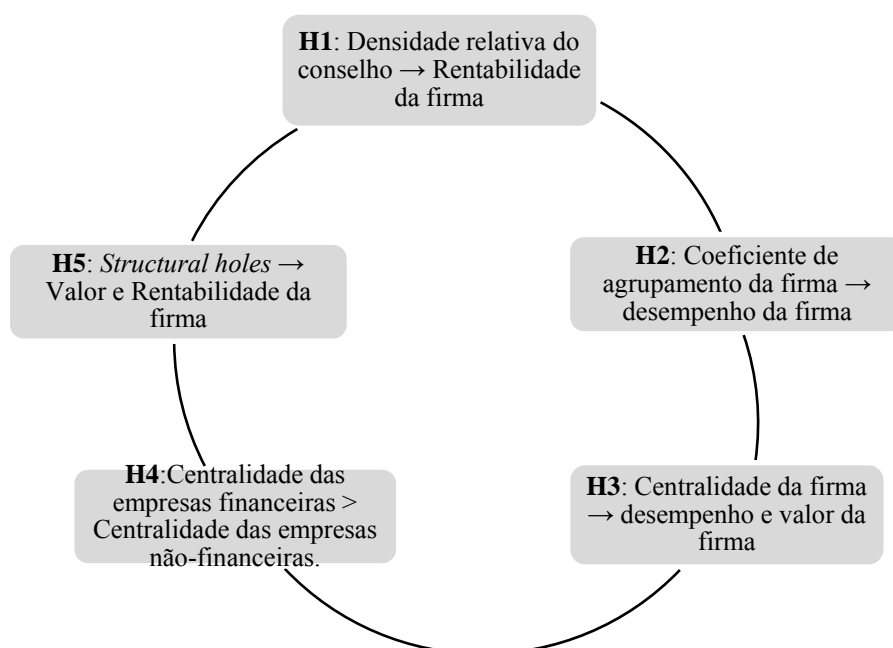 H1: Densidade relativa do
conselho → Rentabilidade
da firma
H2: Coeficiente de
agrupamento da firma →
desempenho da firma
H3: Centralidade da firma
→ desempenho e valor da
firma
H4:Centralidade das
empresas financeiras >
Centralidade das empresas
não-financeiras.
H5: Structural holes →
Valor e Rentabilidade da
firma